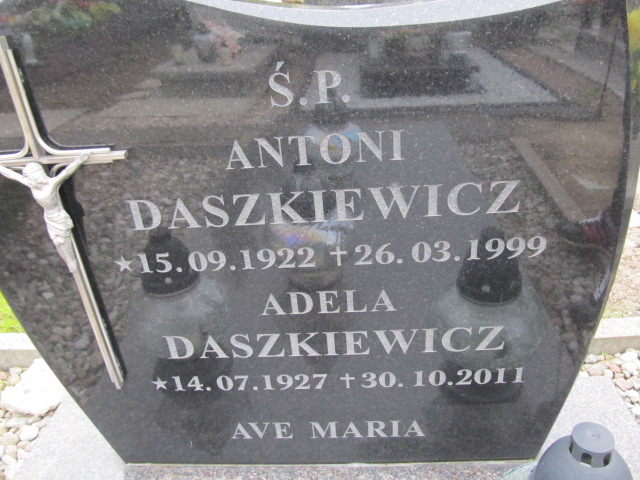 Ś.P.
ANTONI
DASZKIEWICZ
★15.09.1922 +26.03.1999
ADELA
DASZKIEWICZ
★14.07.1927 +30.10.2011
AVE MARIA